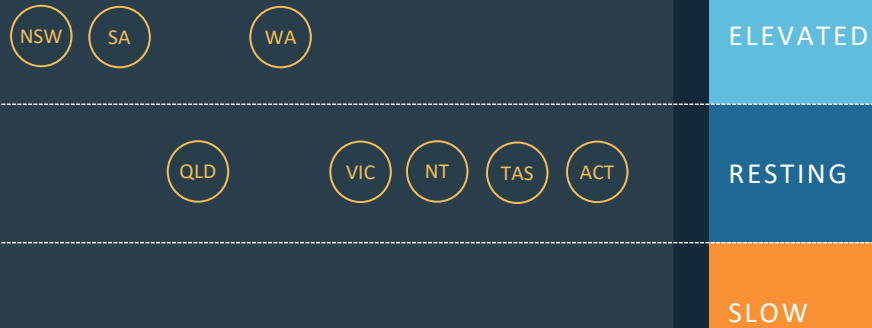 NSW SA WA ELEVATED
QLD VIC NT TAS ACT RESTING
SLOW